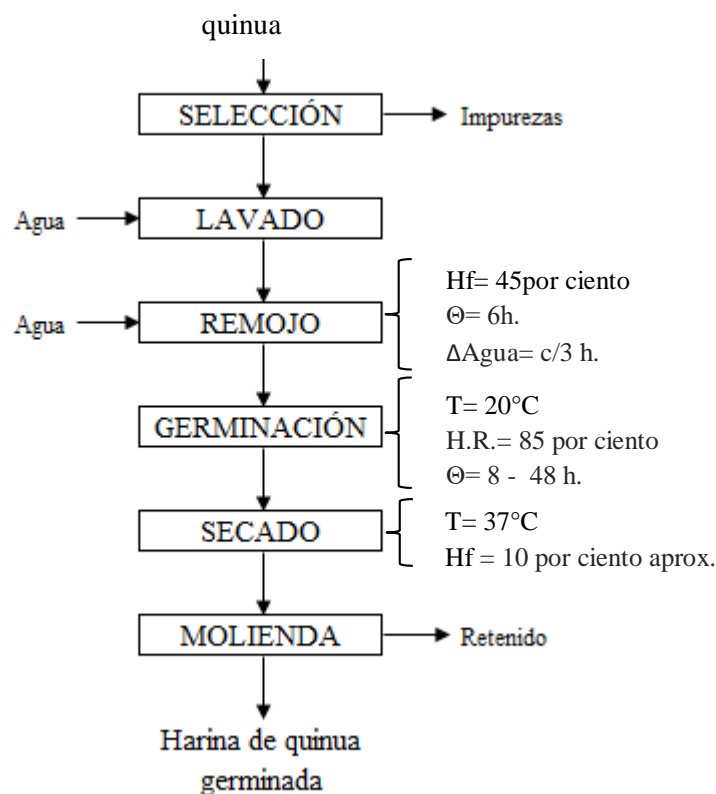 quinua
SELECCIÓN
Impurezas
Agua
LAVADO
Agua
REMOJO
Hf= 45por ciento
Θ= 6h.
ΔAgua= c/3 h.
GERMINACIÓN
T= 20°C
H.R.= 85 por ciento
Θ= 8 - 48 h.
SECADO
T= 37°C
Hf = 10 por ciento aprox.
MOLIENDA
Retenido
Harina de quinua
germinada